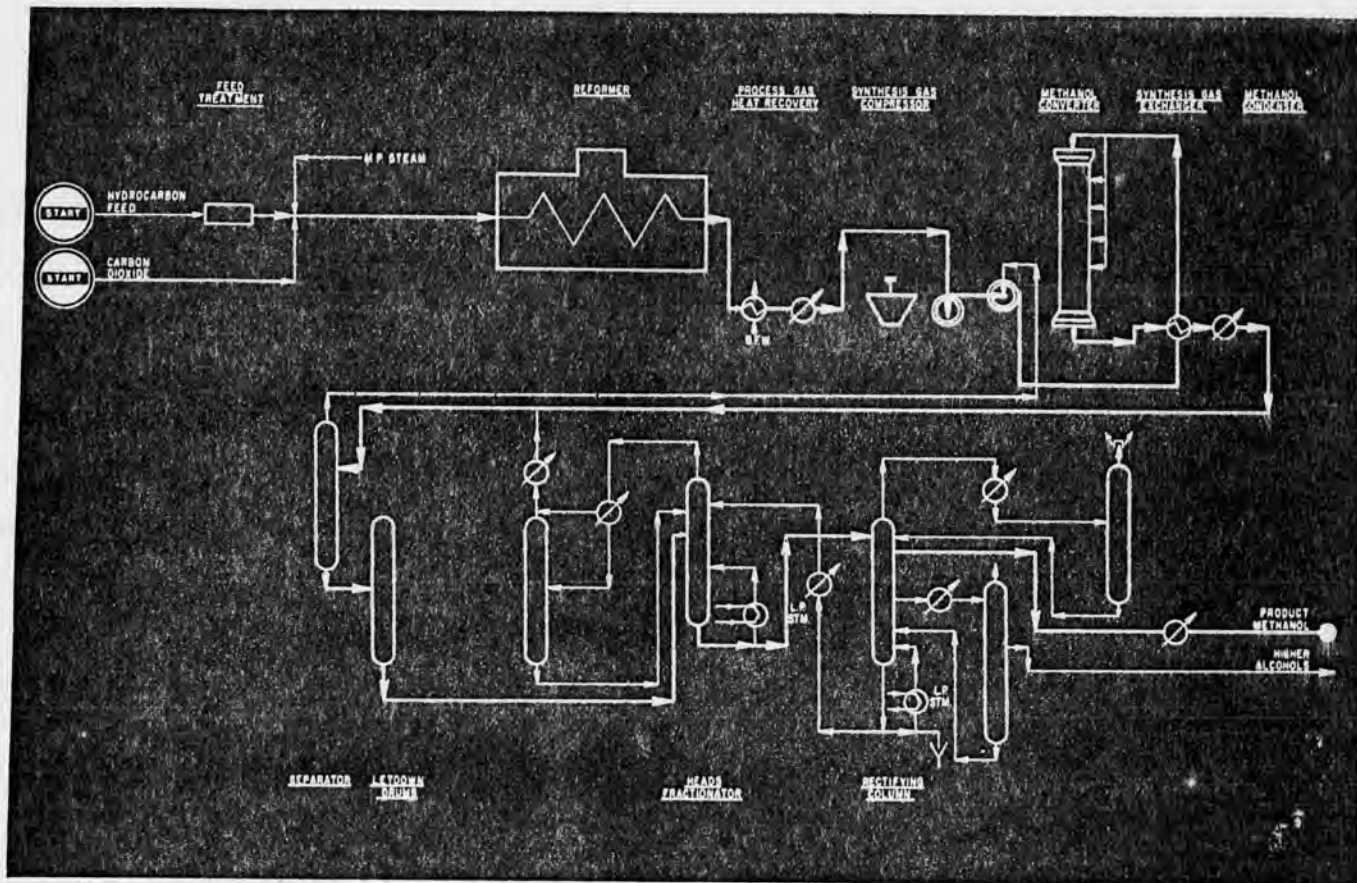 FEED
TREATMENT
REFORMER
PROCESS GAS
HEAT RECOVERY
SYNTHESIS GAS
COMPRESSOR
METHANOL
CONVERTER
SYNTHESIS GAS
EXCHANGER
METHANOL
CONDENSER
M.P. STEAM
START
HYDROCARBON
FEED
START
CARBON
DIOXIDE
B.F.W.
L.P.
STM.
L.P.
STM.
PRODUCT
METHANOL
HIGHER
ALCOHOLS
SEPARATOR
LETDOWN
DRUMS
HEADS
FRACTIONATOR
RECTIFYING
COLUMN